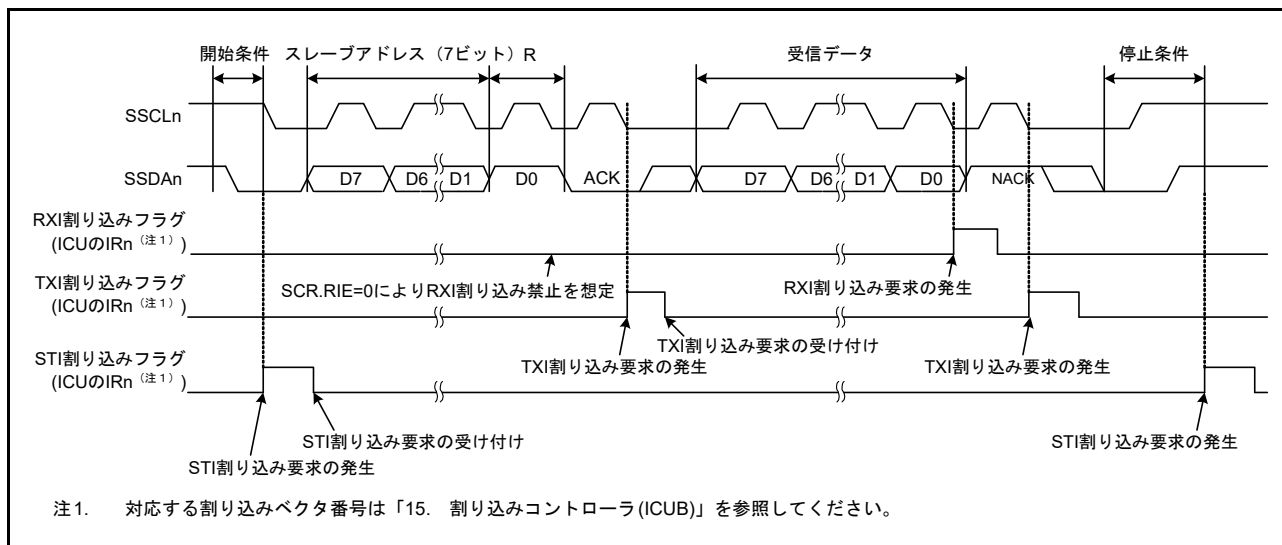 開始条件 スレーブアドレス（7ビット）R 受信データ 停止条件
SSCLn
SSDAn D7 D6 D1 D0 ACK D7 D6 D1 D0 NACK
RXI割り込みフラグ
(ICUのIRn（注1）)
SCR.RIE=0によりRXI割り込み禁止を想定 RXI割り込み要求の発生
TXI割り込みフラグ
(ICUのIRn（注1）)
TXI割り込み要求の受け付け
TXI割り込み要求の発生 TXI割り込み要求の発生
STI割り込みフラグ
(ICUのIRn（注1）)
STI割り込み要求の受け付け STI割り込み要求の発生
STI割り込み要求の発生
注1. 対応する割り込みベクタ番号は「15. 割り込みコントローラ(ICUB)」を参照してください。